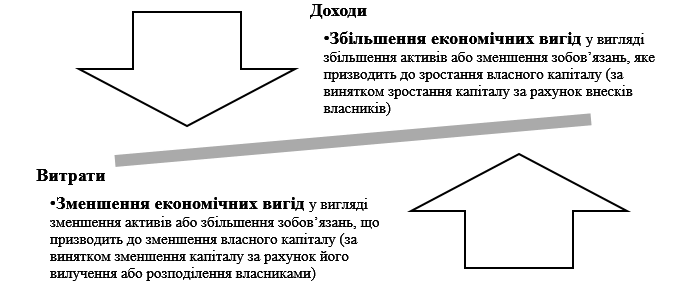 Доходи
•Збільшення економічних вигід у вигляді
збільшення активів або зменшення зобов’язань, яке
призводить до зростання власного капіталу (за
винятком зростання капіталу за рахунок внесків
власників)
Витрати
•Зменшення економічних вигід у вигляді
зменшення активів або збільшення зобов’язань, що
призводить до зменшення власного капіталу (за
винятком зменшення капіталу за рахунок його
вилучення або розподілення власниками)